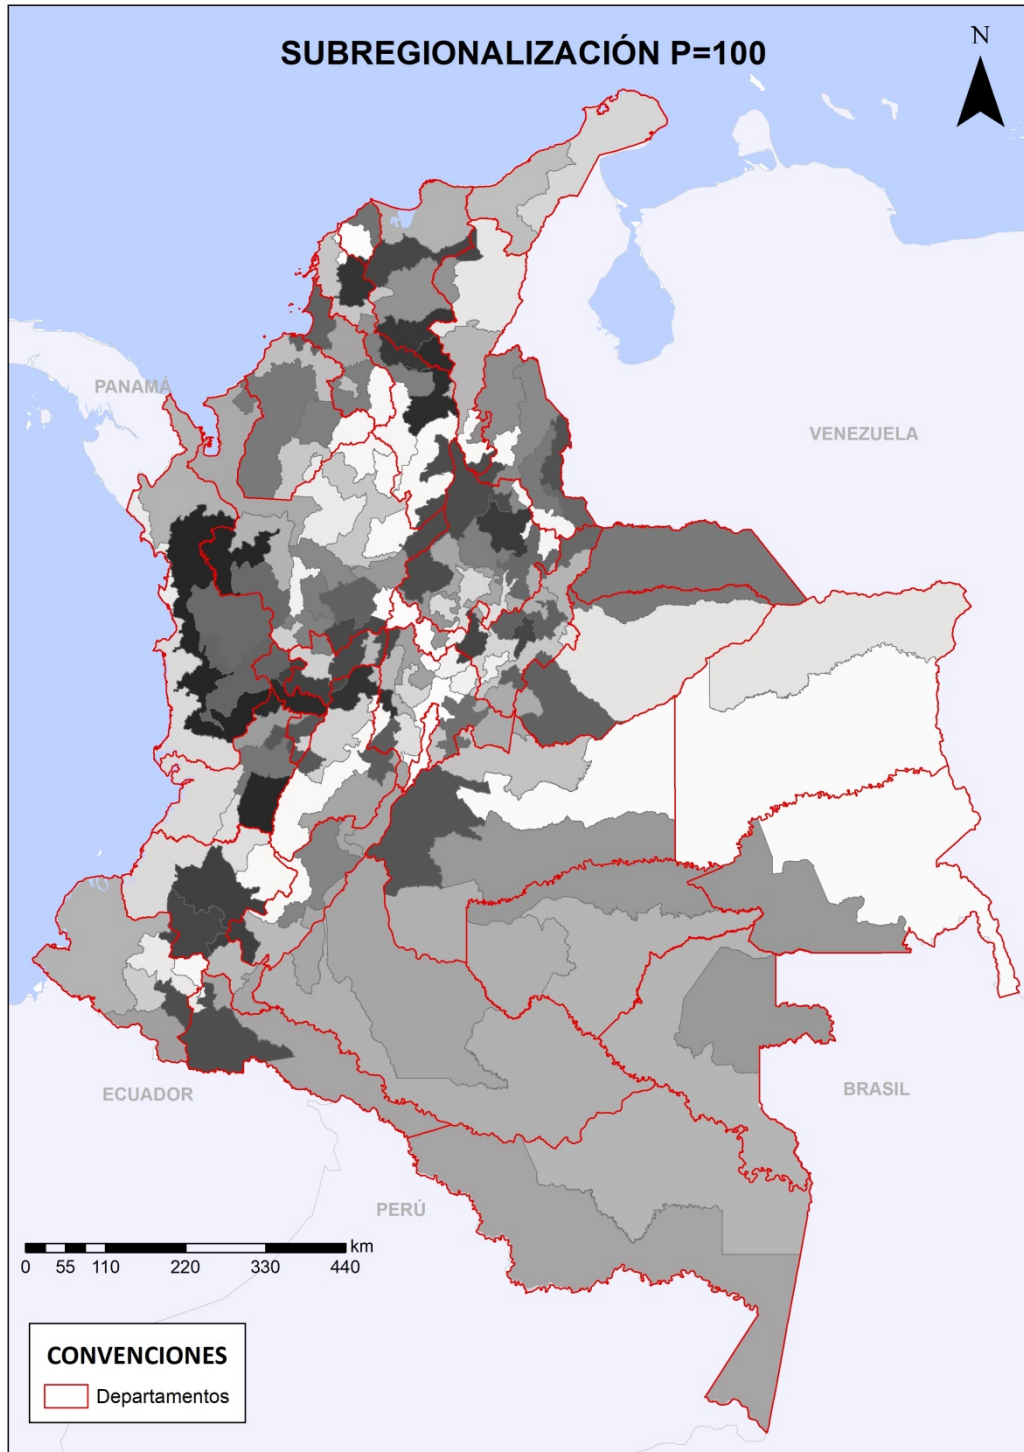 SUBREGIONALIZACIÓN P=100
N
PANAMÁ
VENEZUELA
ECUADOR
BRASIL
PERÚ
km
0 55 110 220 330 440
CONVENCIONES
Departamentos